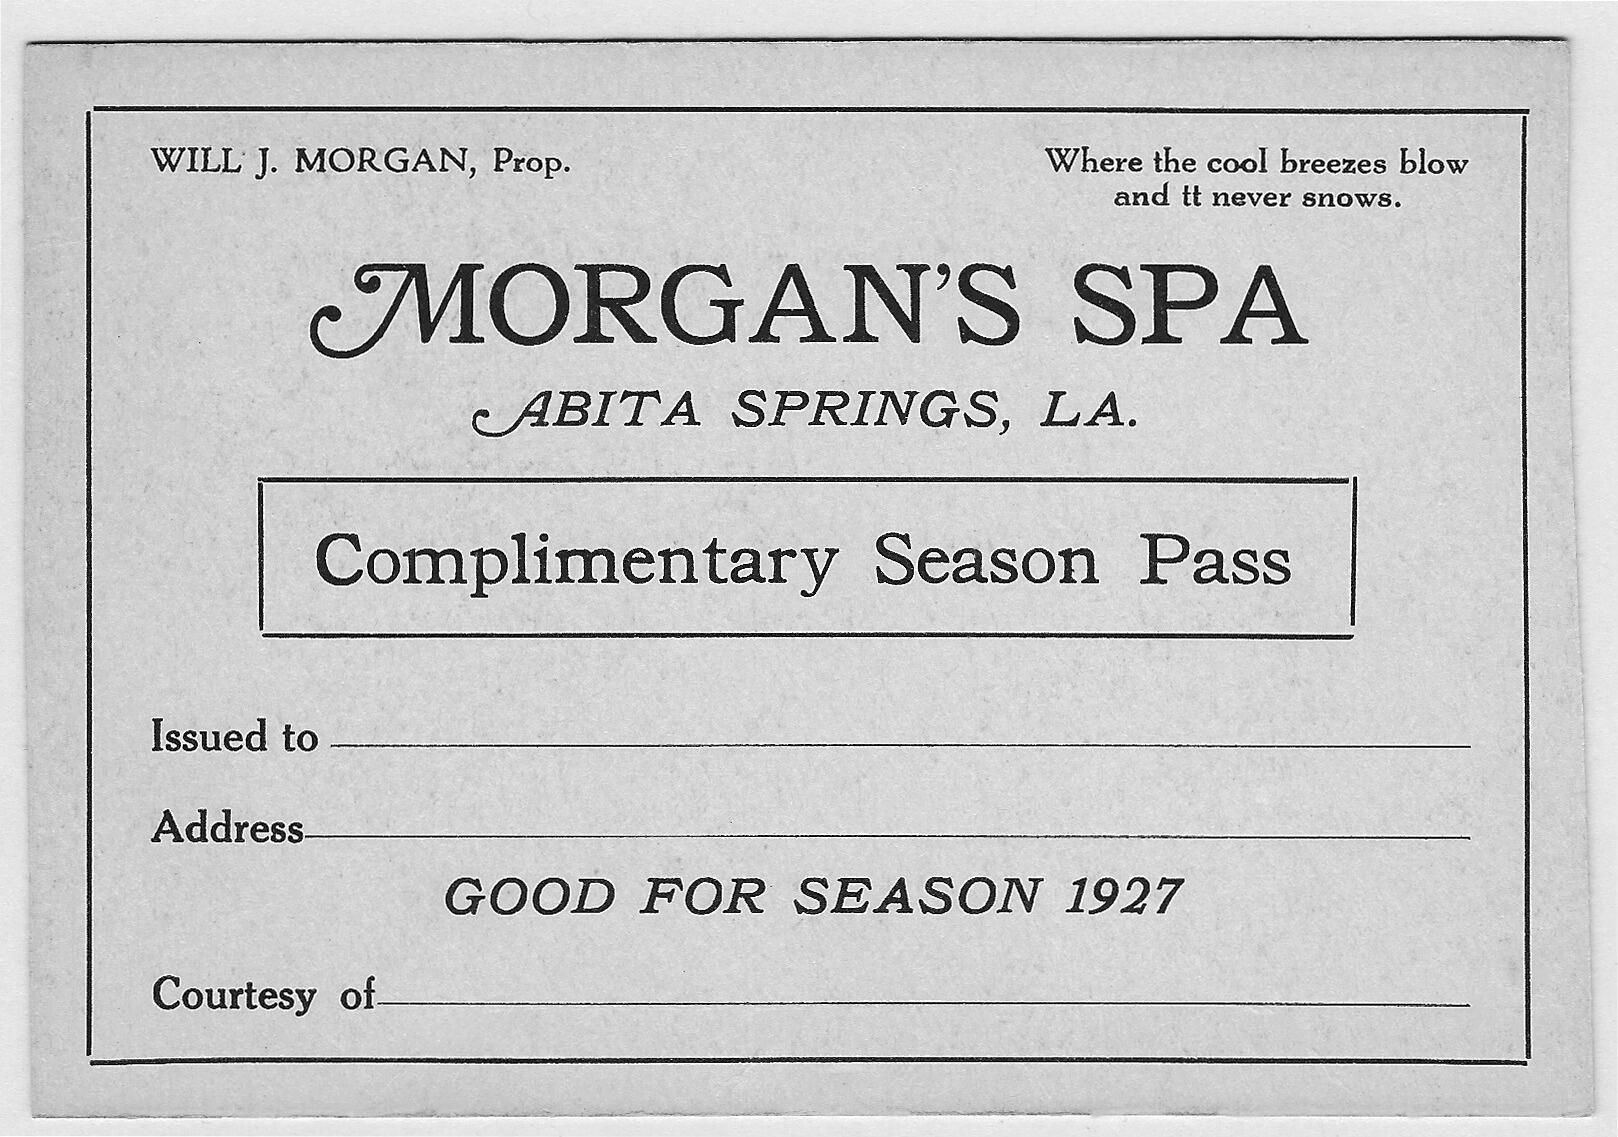 WILL J. MORGAN, Prop.
Where the cool breezes blow
and tt never snows.
MORGAN'S SPA
ABITA SPRINGS, LA.
Complimentary Season Pass
Issued to
Address
GOOD FOR SEASON 1927
Courtesy of